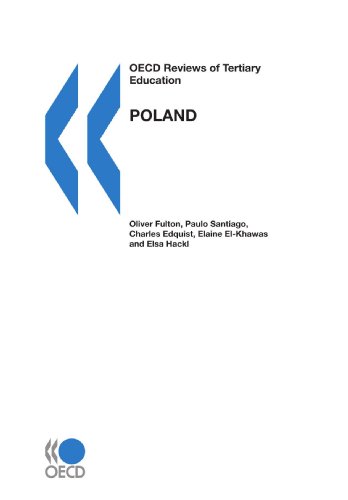 OECD Reviews of Tertiary
Education
POLAND
Oliver Fulton, Paulo Santiago,
Charles Edquist, Elaine El-Khawas
and Elsa Hackl
OECD